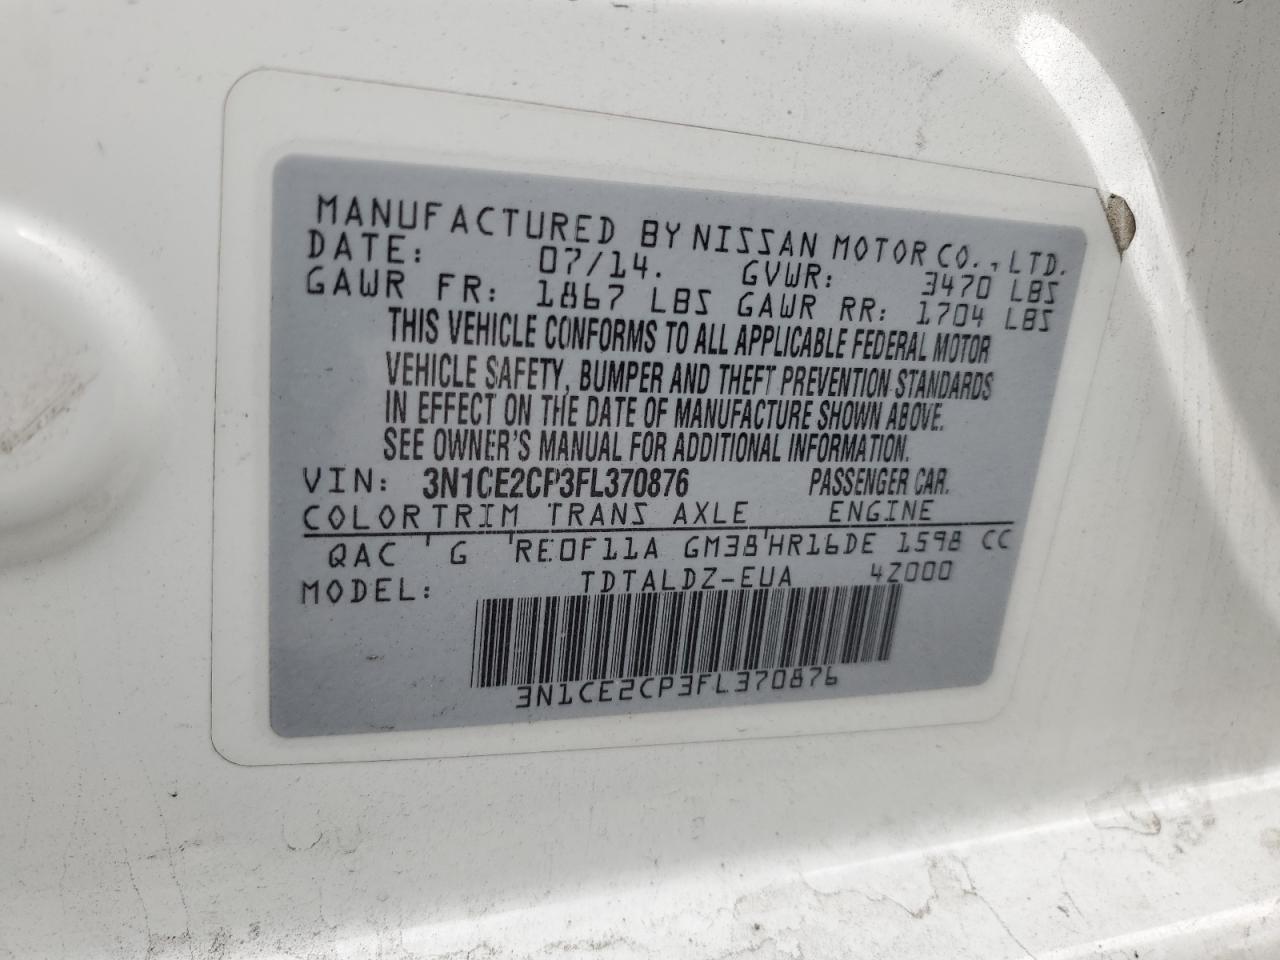 MANUFACTURED BY NISSAN MOTOR CO., LTD.
DATE: 07/14. GVWR: 3470 LBS
GAWR FR: 1867 LBS GAWR RR: 1704 LBS
THIS VEHICLE CONFORMS TO ALL APPLICABLE FEDERAL MOTOR
VEHICLE SAFETY, BUMPER AND THEFT PREVENTION STANDARDS
IN EFFECT ON THE DATE OF MANUFACTURE SHOWN ABOVE.
SEE OWNER'S MANUAL FOR ADDITIONAL INFORMATION.
VIN: 3N1CE2CP3FL370876 PASSENGER CAR.
COLOR TRIM TRANS AXLE ENGINE
QAC ' G ' RE0F11A GM38 ' HR16DE 1598 CC
MODEL: TDTALDZ-EUA 4Z000
3N1CE2CP3FL370876